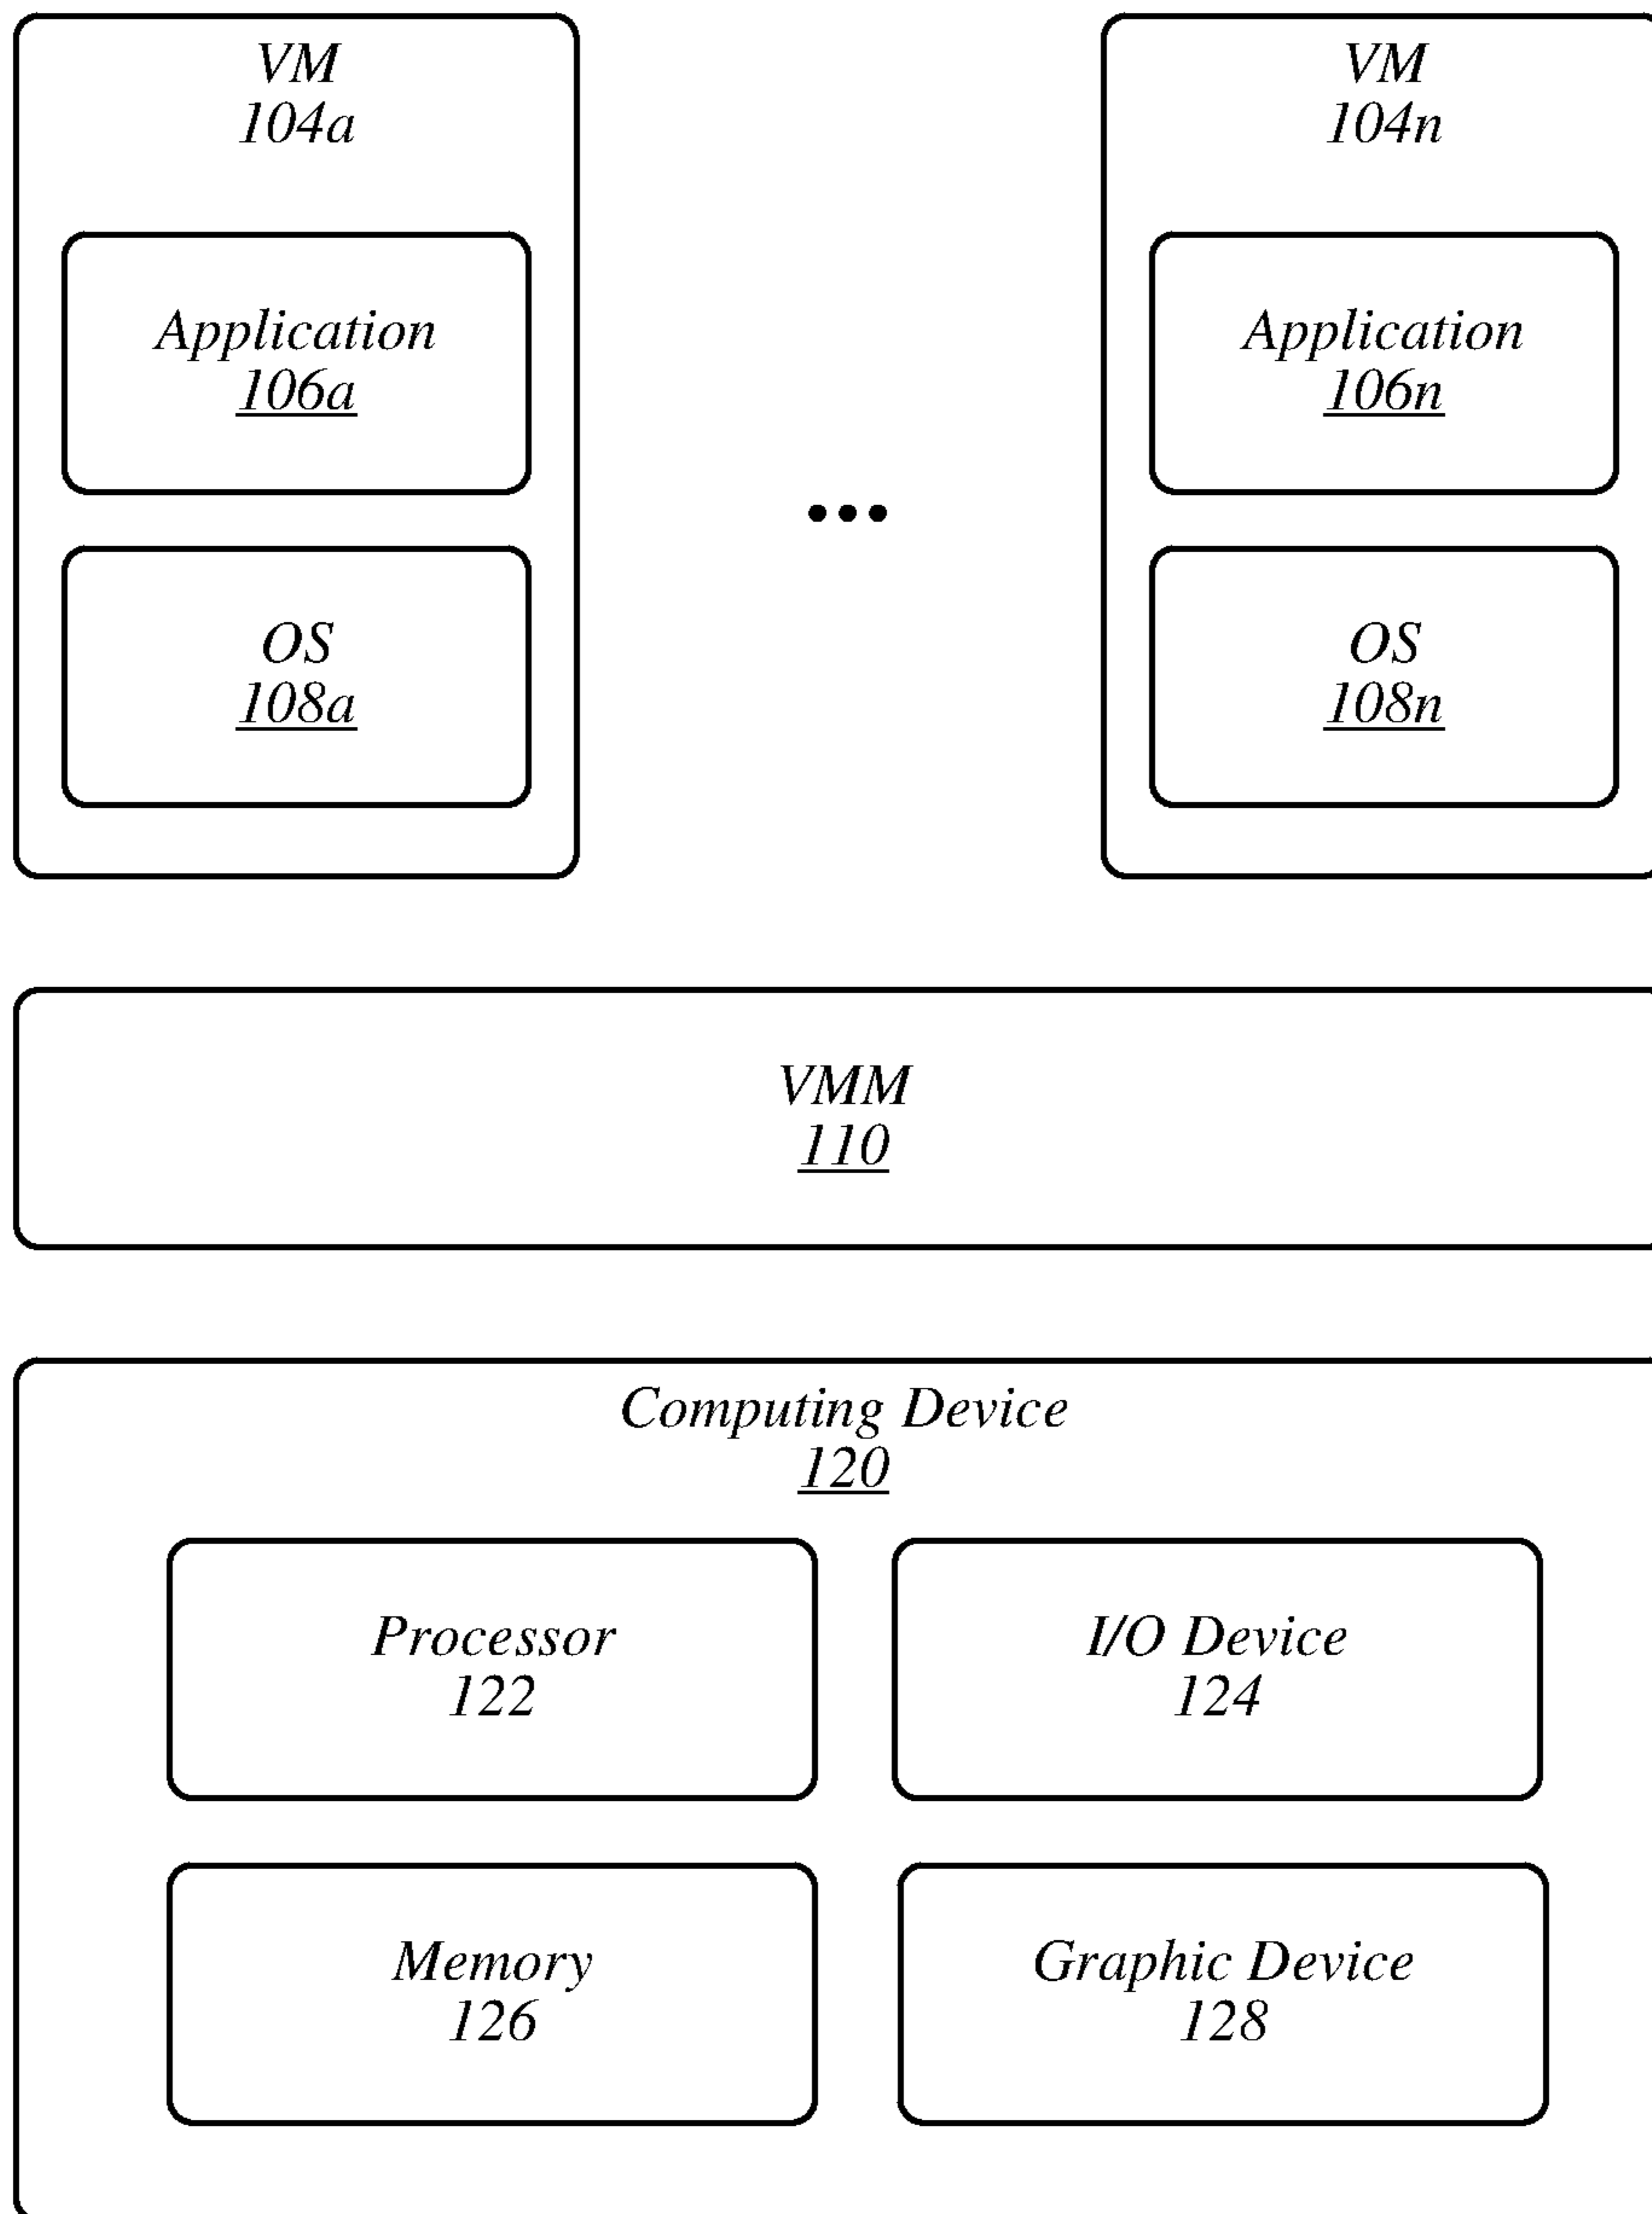 VM
104a
Application
106a
OS
108a
...
VM
104n
Application
106n
OS
108n
VMM
110
Computing Device
120
Processor
122
I/O Device
124
Memory
126
Graphic Device
128